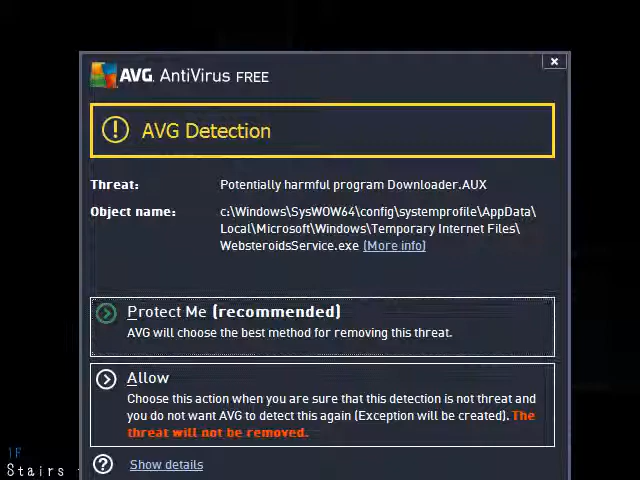 AVG. AntiVirus FREE
AVG Detection
Threat: Potentially harmful program Downloader.AUX
Object name: c:\Windows\SysWOW64\config\systemprofile\AppData\
Local\Microsoft\Windows\Temporary Internet Files\
WebsteroidsService.exe (More info)
Protect Me (recommended)
AVG will choose the best method for removing this threat.
Allow
Choose this action when you are sure that this detection is not threat and
you do not want AVG to detect this again (Exception will be created). The
threat will not be removed.
Show details
1F
Stairs